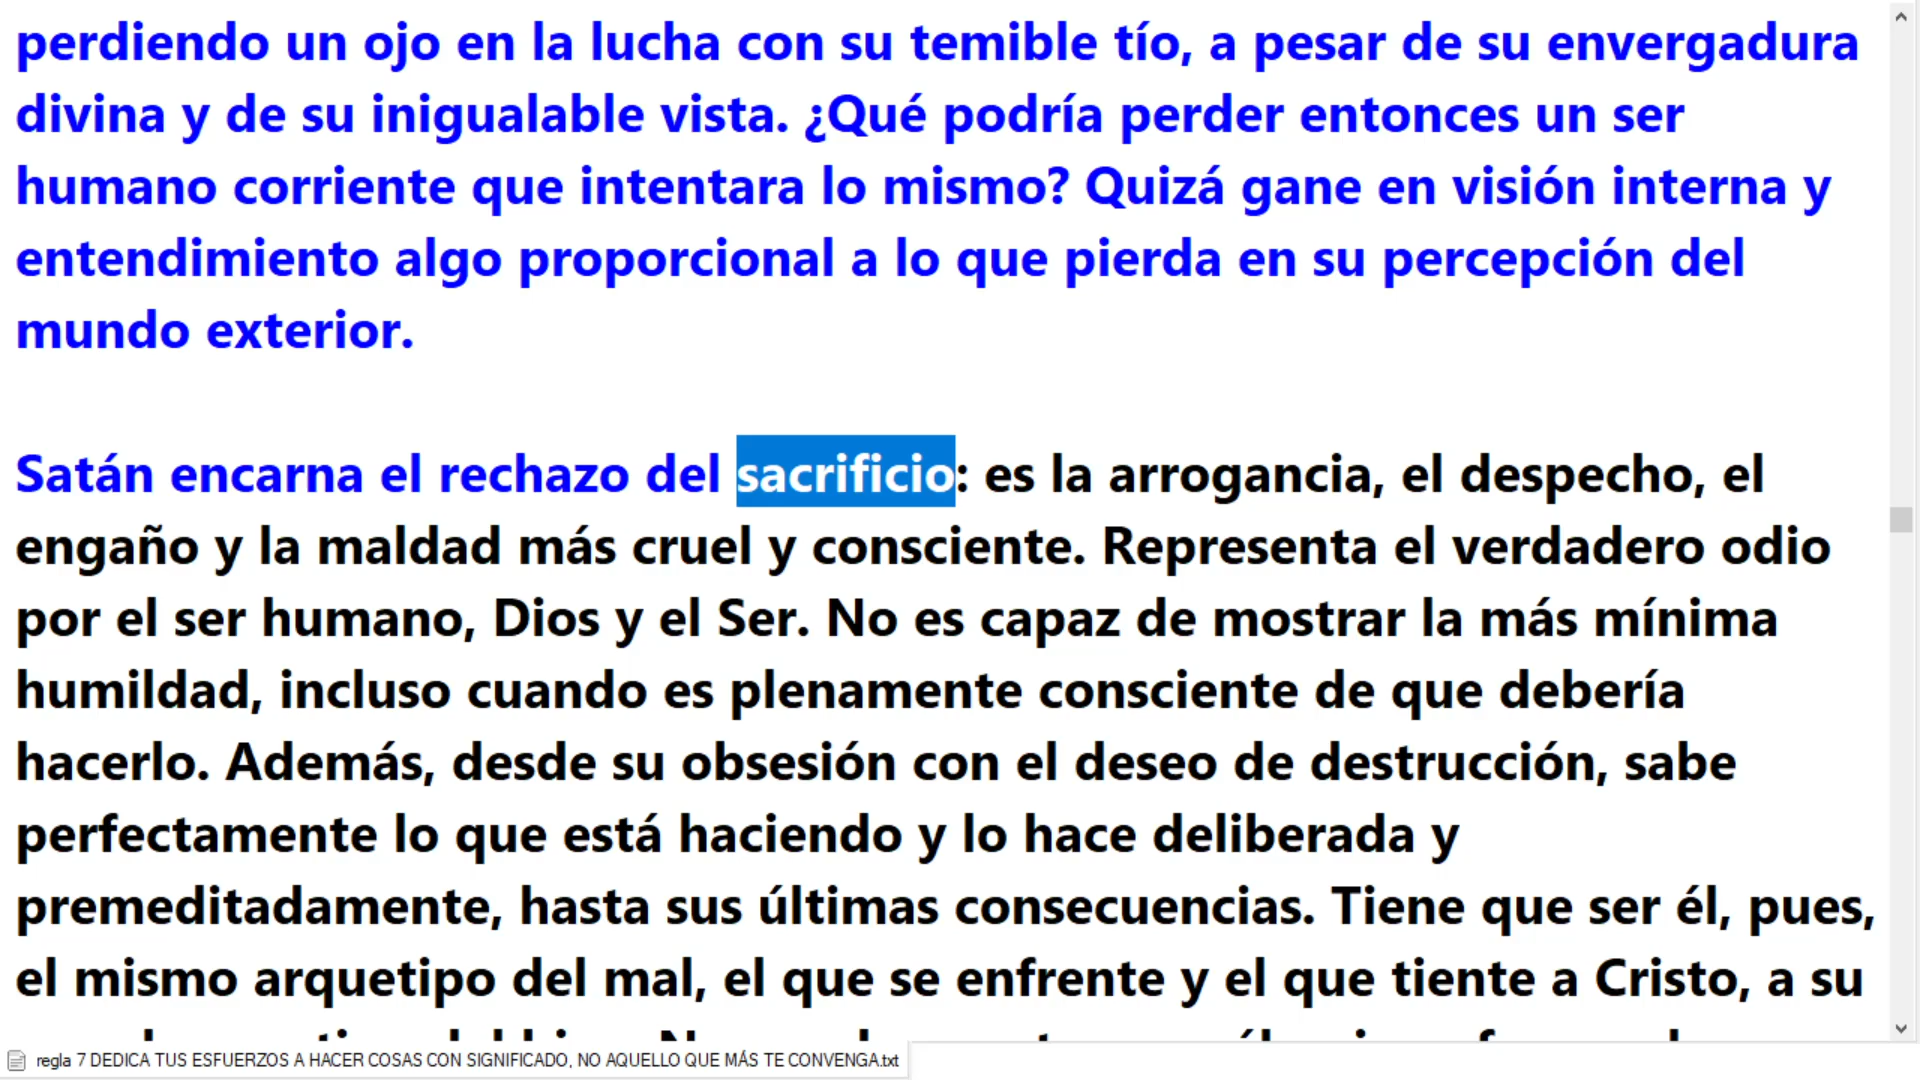 perdiendo un ojo en la lucha con su temible tío, a pesar de su envergadura
divina y de su inigualable vista. ¿Qué podría perder entonces un ser
humano corriente que intentara lo mismo? Quizá gane en visión interna y
entendimiento algo proporcional a lo que pierda en su percepción del
mundo exterior.
Satán encarna el rechazo del sacrificio: es la arrogancia, el despecho, el
engaño y la maldad más cruel y consciente. Representa el verdadero odio
por el ser humano, Dios y el Ser. No es capaz de mostrar la más mínima
humildad, incluso cuando es plenamente consciente de que debería
hacerlo. Además, desde su obsesión con el deseo de destrucción, sabe
perfectamente lo que está haciendo y lo hace deliberada y
premeditadamente, hasta sus últimas consecuencias. Tiene que ser él, pues,
el mismo arquetipo del mal, el que se enfrente y el que tiente a Cristo, a su
regla 7 DEDICA TUS ESFUERZOS A HACER COSAS CON SIGNIFICADO, NO AQUELLO QUE MÁS TE CONVENGA.txt